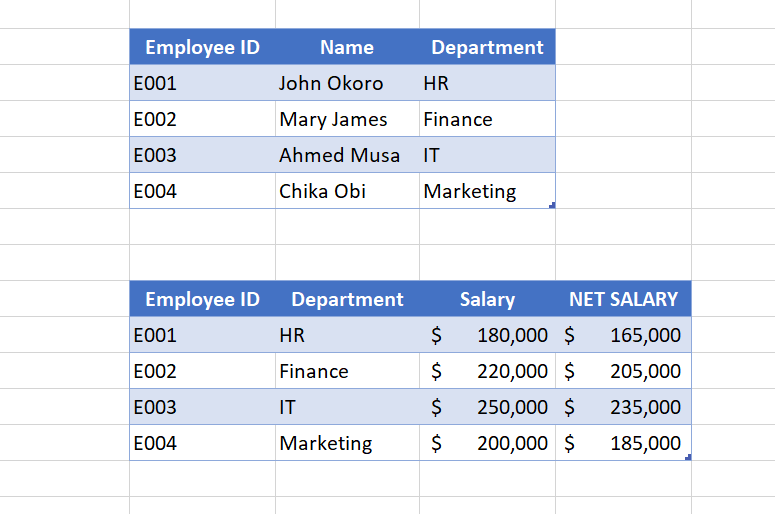 Employee ID Name Department
E001 John Okoro HR
E002 Mary James Finance
E003 Ahmed Musa IT
E004 Chika Obi Marketing
Employee ID Department Salary NET SALARY
E001 HR $ 180,000 $ 165,000
E002 Finance $ 220,000 $ 205,000
E003 IT $ 250,000 $ 235,000
E004 Marketing $ 200,000 $ 185,000